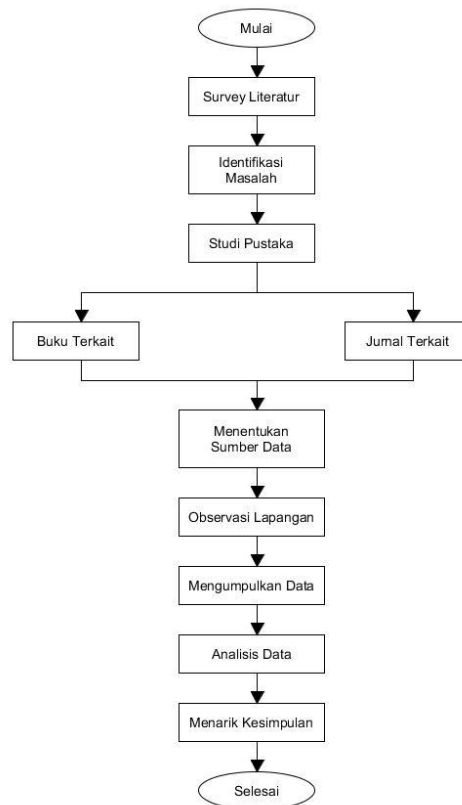 Mulai
Survey Literatur
Identifikasi
Masalah
Studi Pustaka
Buku Terkait
Jurnal Terkait
Menentukan
Sumber Data
Observasi Lapangan
Mengumpulkan Data
Analisis Data
Menarik Kesimpulan
Selesai